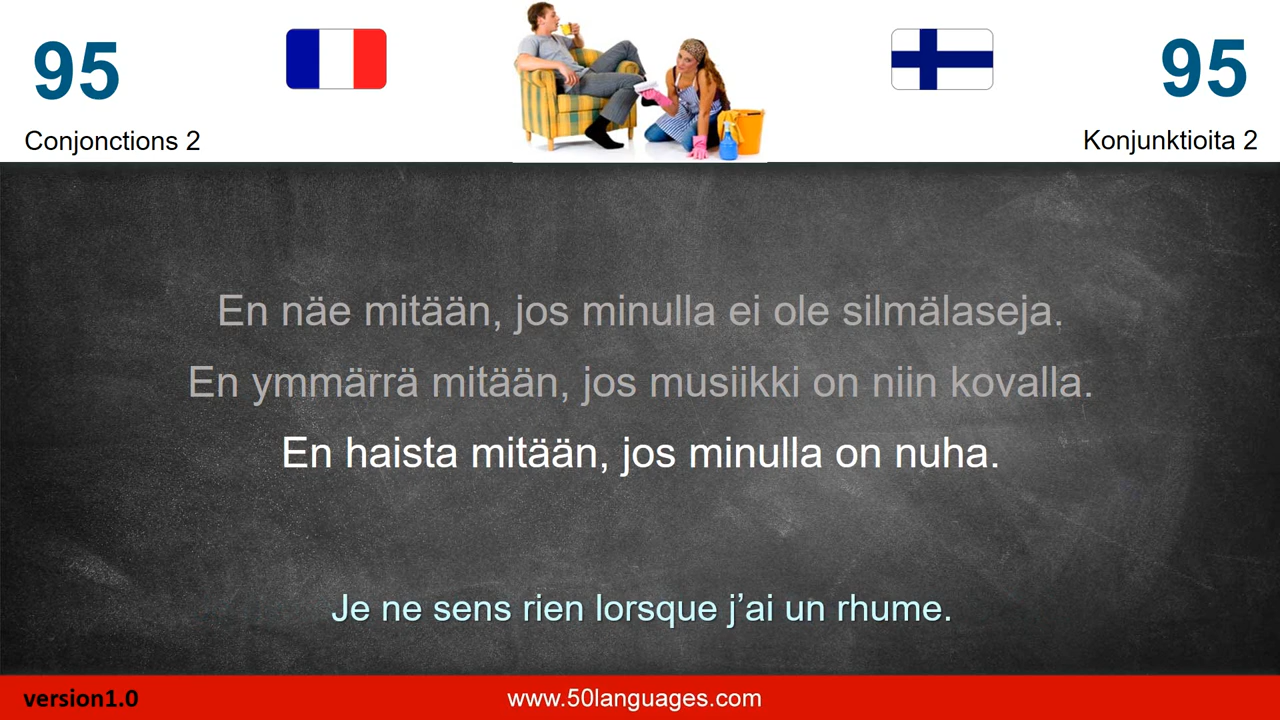 95
95
Conjonctions 2
Konjunktioita 2
En näe mitään, jos minulla ei ole silmälaseja.
En ymmärrä mitään, jos musiikki on niin kovalla.
En haista mitään, jos minulla on nuha.
Je ne sens rien lorsque j’ai un rhume.
version1.0
www.50languages.com